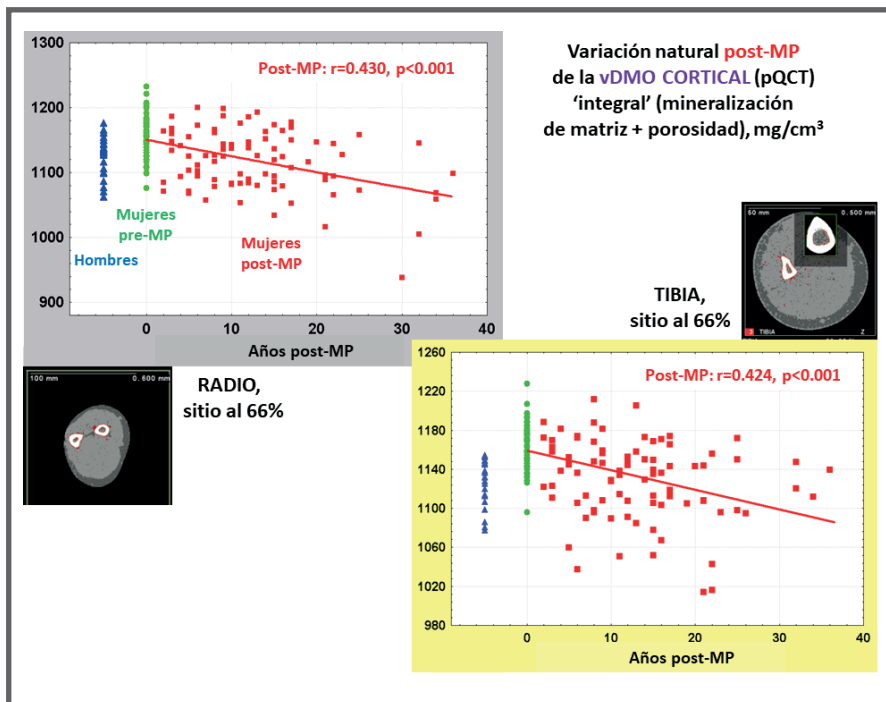 Variación natural post-MP
de la vDMO CORTICAL (pQCT)
‘integral’ (mineralización
de matriz + porosidad), mg/cm³
1300
1200
1100
1000
900
Post-MP: r=0.430, p<0.001
Mujeres
pre-MP
Hombres
Mujeres
post-MP
0 10 20 30 40
Años post-MP
RADIO,
sitio al 66%
100 mm 0.600 mm
TIBIA,
sitio al 66%
50 mm 0.500 mm
3 TIBIA Z
1260
1220
1180
1140
1100
1060
1020
980
Post-MP: r=0.424, p<0.001
0 10 20 30 40
Años post-MP